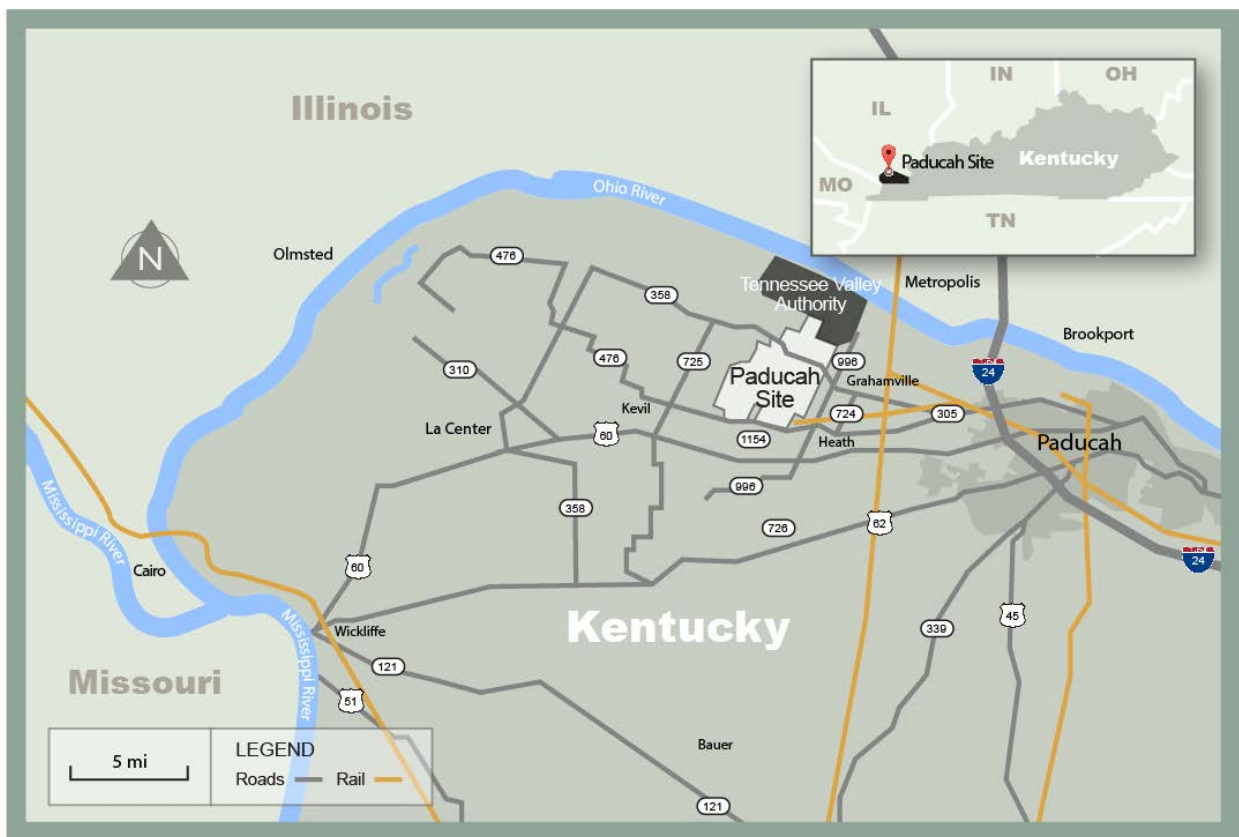 Illinois
IN
OH
IL
Paducah Site
Kentucky
MO
TN
Ohio River
N
Olmsted
476
358
Tennessee Valley
Authority
Metropolis
Brookport
310
476
725
996
Paducah
Site
Grahamville
24
La Center
Kevil
60
1154
724
305
Heath
Paducah
996
358
726
62
24
Mississippi River
Cairo
60
Mississippi River
Wickliffe
Kentucky
339
45
Missouri
121
51
Bauer
121
5 mi
LEGEND
Roads
Rail